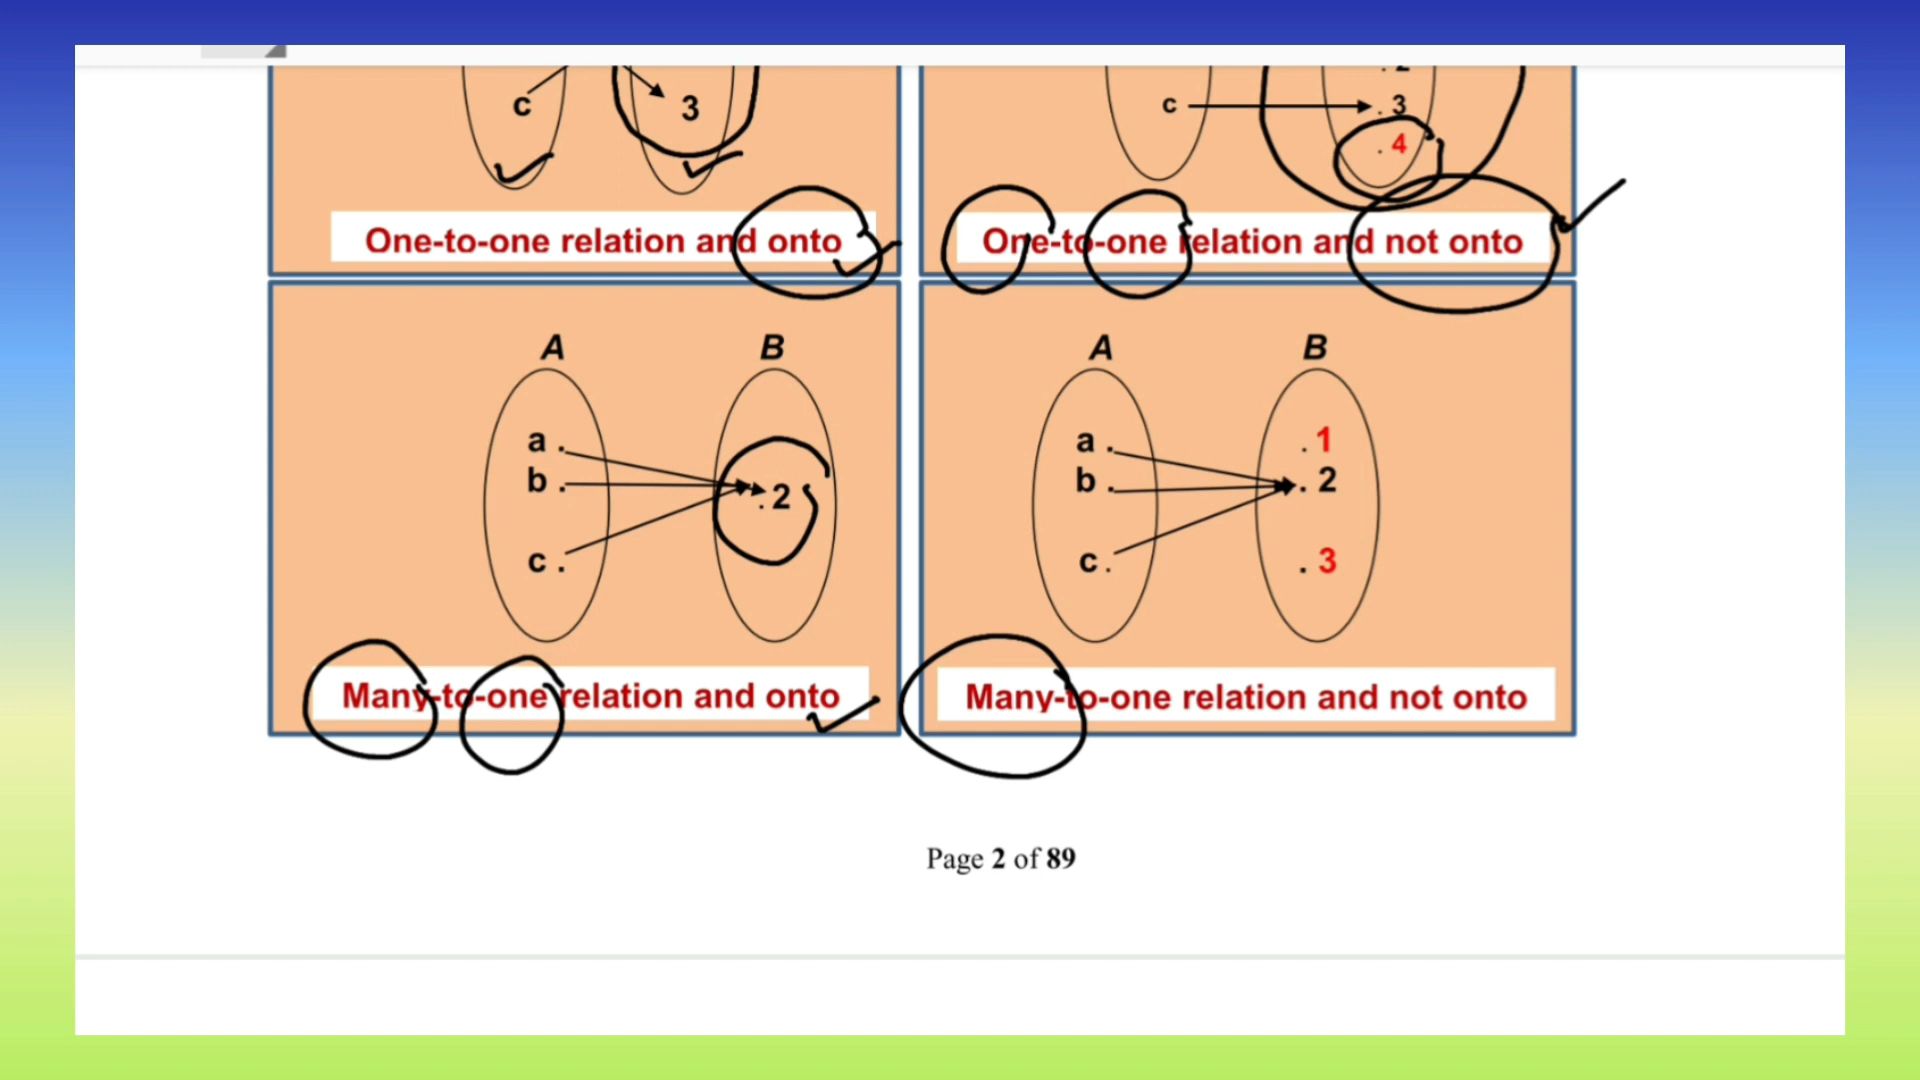 c 3
c . 3
. 4
One-to-one relation and onto
One-to-one relation and not onto
A B
a .
b .
. 2
c .
Many-to-one relation and onto
A B
a . . 1
b . . 2
c . . 3
Many-to-one relation and not onto
Page 2 of 89